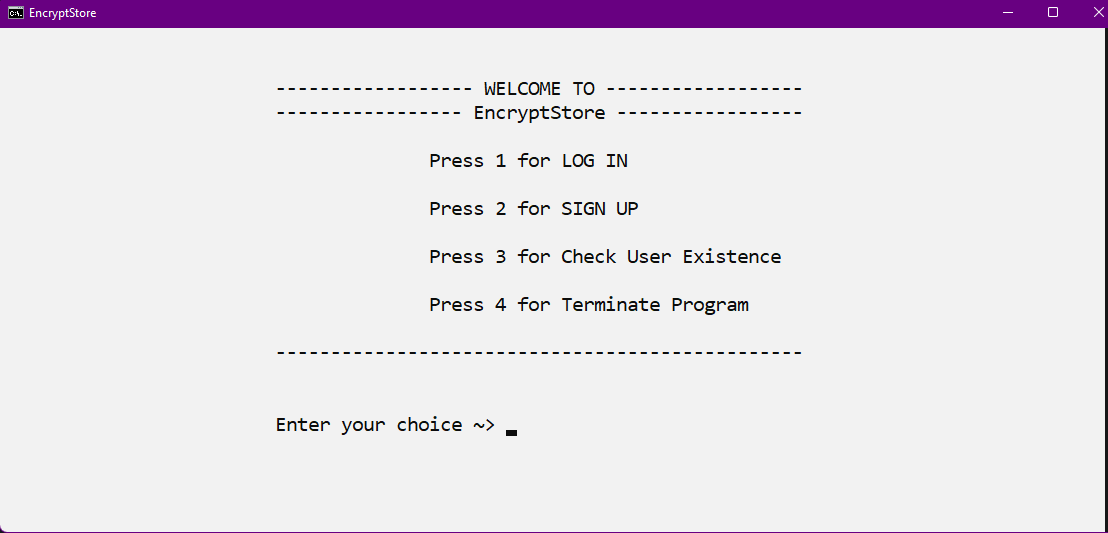 EncryptStore
------------------ WELCOME TO ------------------
----------------- EncryptStore -----------------
Press 1 for LOG IN
Press 2 for SIGN UP
Press 3 for Check User Existence
Press 4 for Terminate Program
------------------------------------------------
Enter your choice ~>